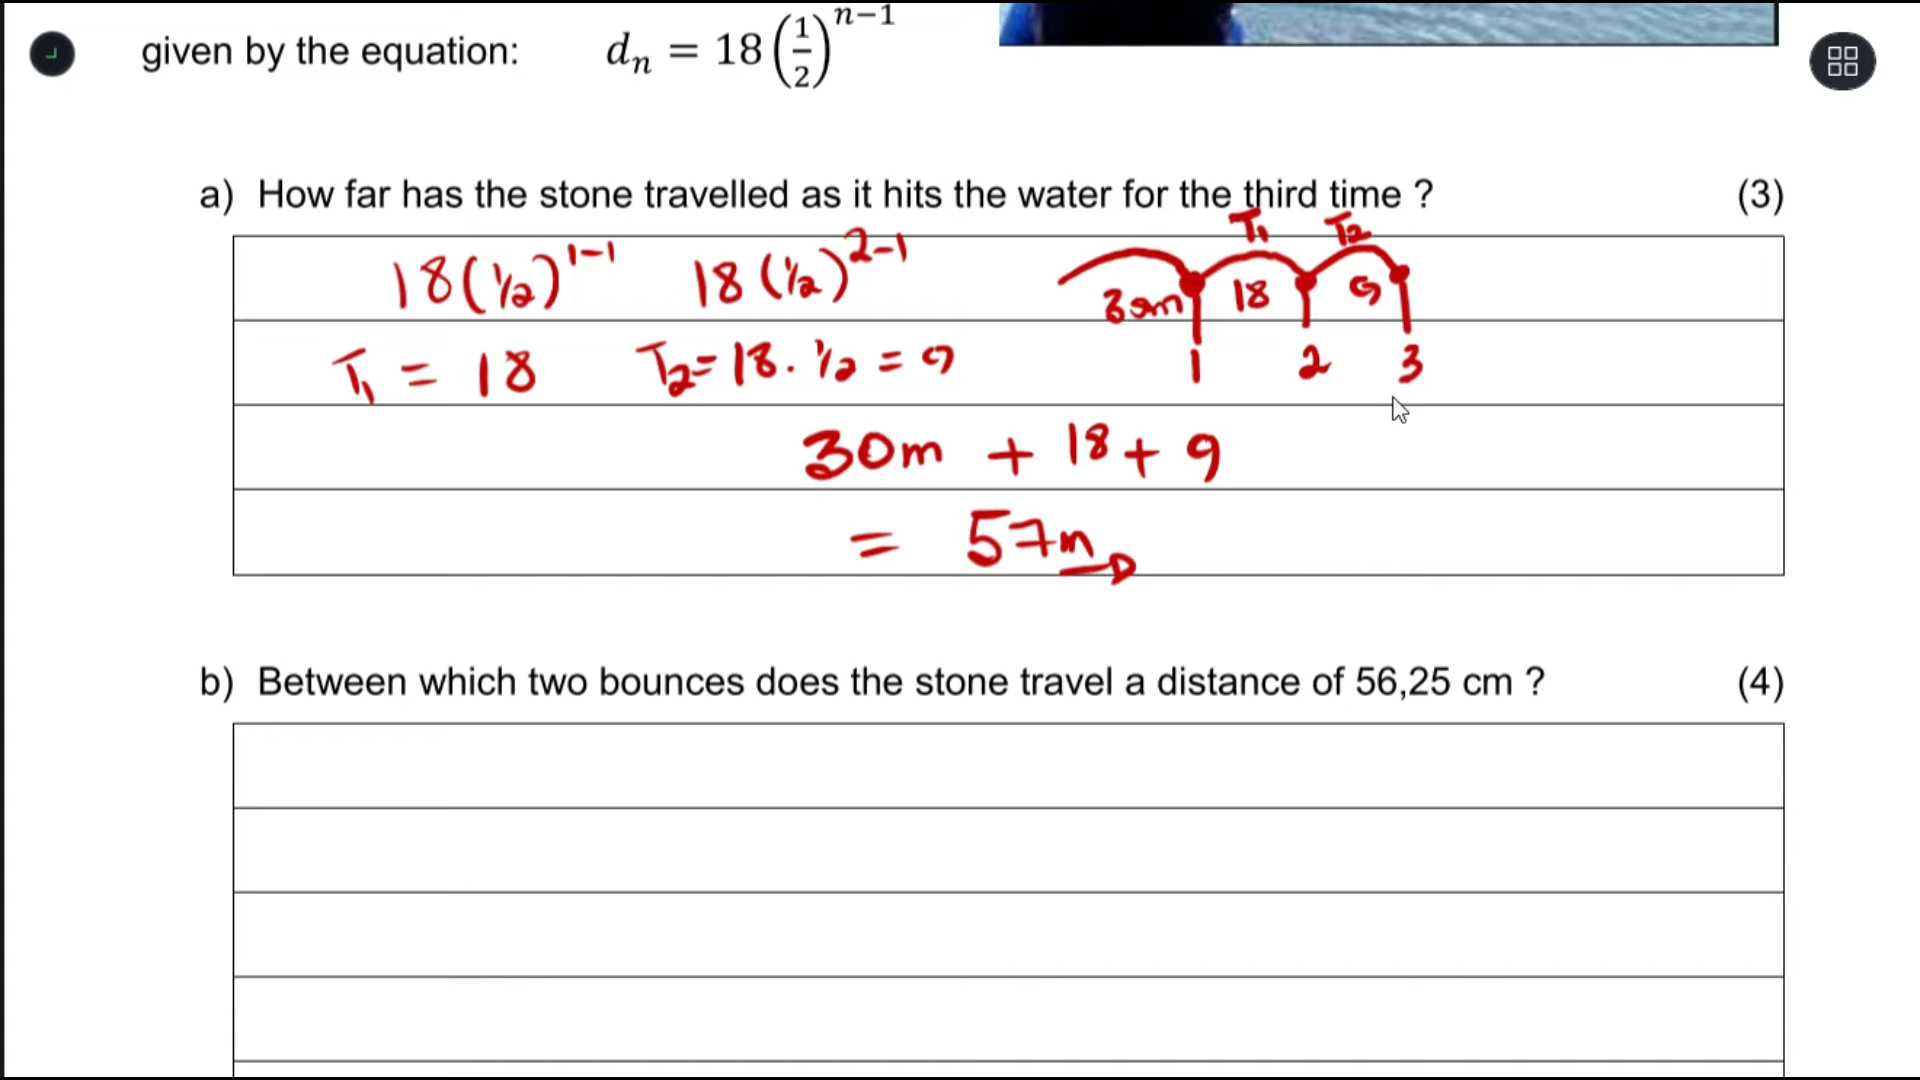 given by the equation: dₙ = 18(1/2)ⁿ⁻¹
a) How far has the stone travelled as it hits the water for the third time ? (3)
T₁ T₂
18(½)¹⁻¹ 18(½)²⁻¹
30m 18 9
T₁ = 18 T₂ = 18 . ½ = 9 1 2 3
30m + 18 + 9
= 57m
b) Between which two bounces does the stone travel a distance of 56,25 cm ? (4)